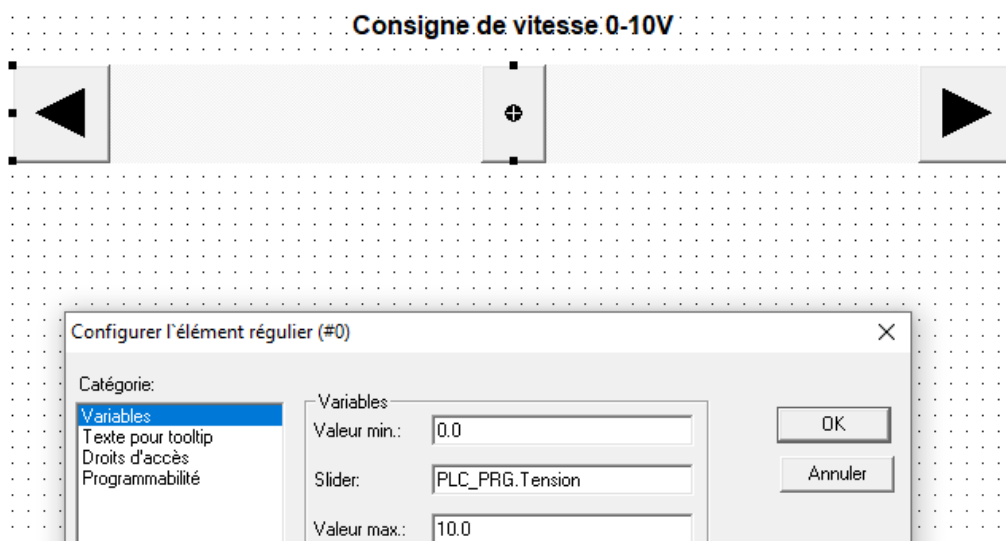 Consigne de vitesse 0-10V
Configurer l`élément régulier (#0)
Catégorie:
Variables
Texte pour tooltip
Droits d'accès
Programmabilité
Variables
Valeur min.: 0.0
Slider: PLC_PRG.Tension
Valeur max.: 10.0
OK
Annuler